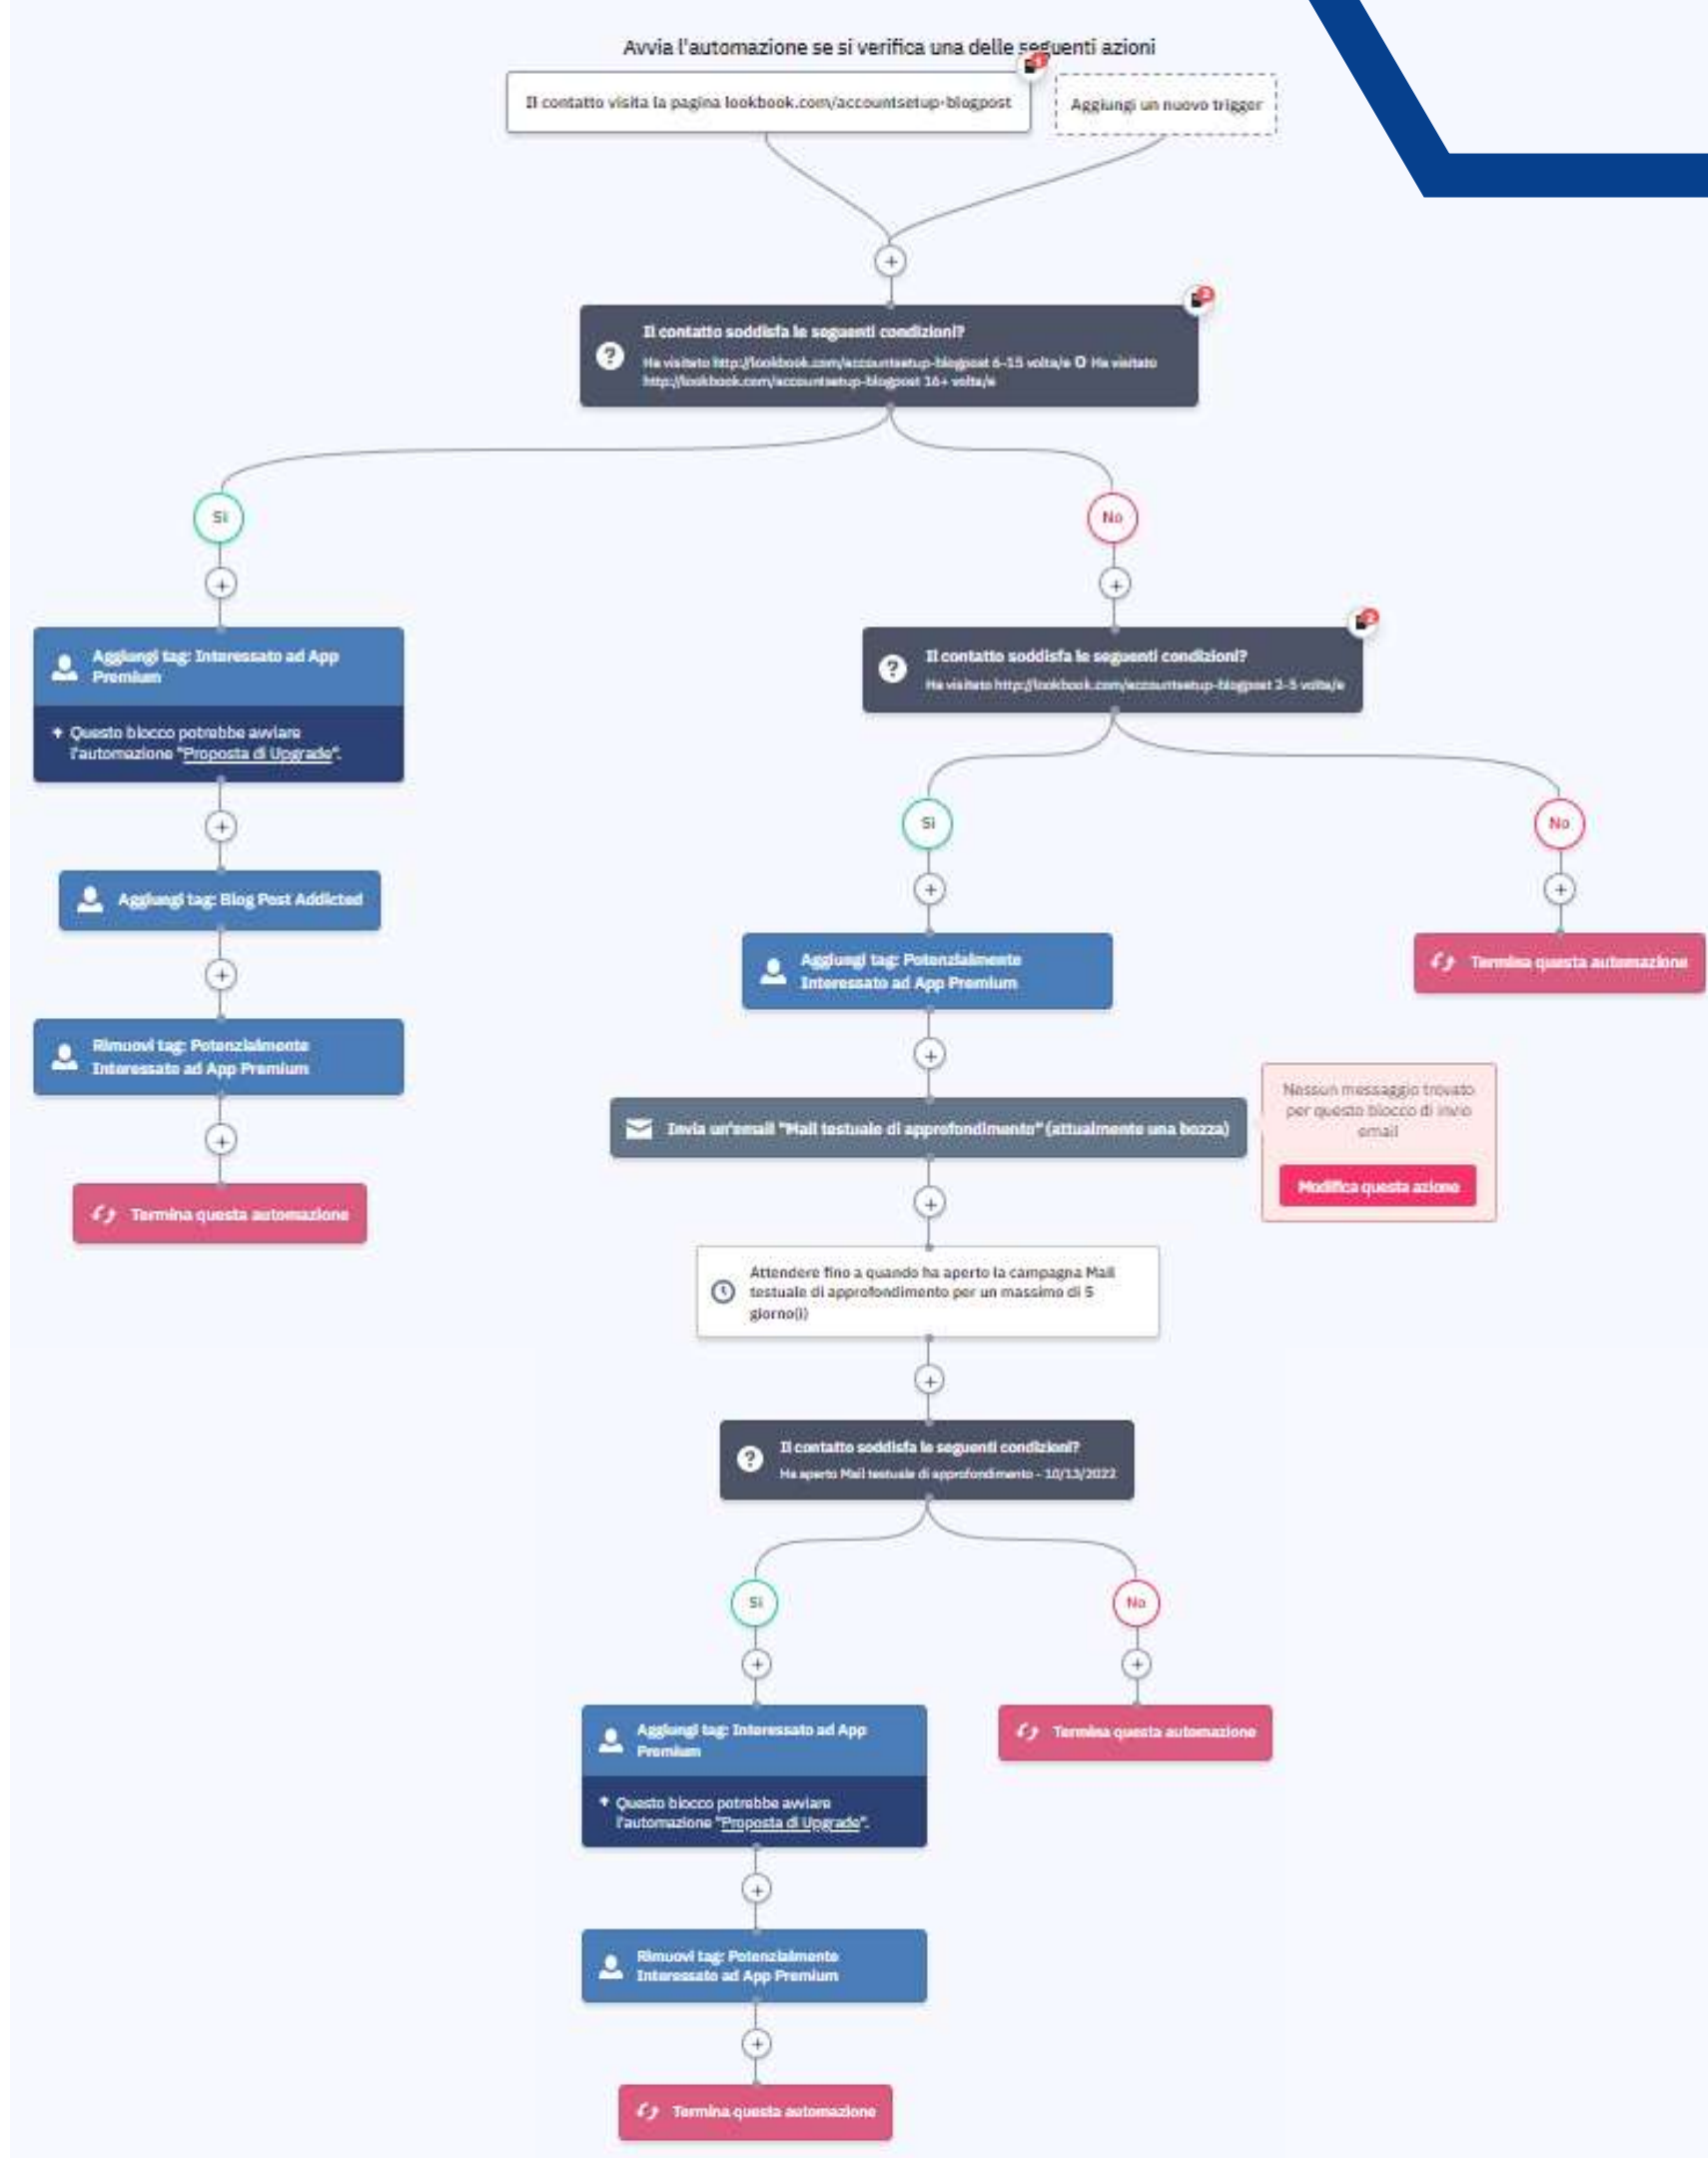 Avvia l'automazione se si verifica una delle seguenti azioni
Il contatto visita la pagina lookbook.com/accountsetup-blogpost
1
Aggiungi un nuovo trigger
Il contatto soddisfa le seguenti condizioni?
Ha visitato http://lookbook.com/accountsetup-blogpost 6-15 volta/e O Ha visitato
http://lookbook.com/accountsetup-blogpost 16+ volta/e
Sì
No
Aggiungi tag: Interessato ad App
Premium
Questo blocco potrebbe avviare
l'automazione "Proposta di Upgrade".
2
Il contatto soddisfa le seguenti condizioni?
Ha visitato http://lookbook.com/accountsetup-blogpost 2-5 volta/e
Sì
No
Aggiungi tag: Blog Post Addicted
Aggiungi tag: Potenzialmente
Interessato ad App Premium
Termina questa automazione
Rimuovi tag: Potenzialmente
Interessato ad App Premium
Invia un'email "Mail testuale di approfondimento" (attualmente una bozza)
Nessun messaggio trovato
per questo blocco di invio
email
Modifica questa azione
Termina questa automazione
Attendere fino a quando ha aperto la campagna Mail
testuale di approfondimento per un massimo di 5
giorno(i)
Il contatto soddisfa le seguenti condizioni?
Ha aperto Mail testuale di approfondimento - 10/13/2022
Sì
No
Aggiungi tag: Interessato ad App
Premium
Questo blocco potrebbe avviare
l'automazione "Proposta di Upgrade".
Termina questa automazione
Rimuovi tag: Potenzialmente
Interessato ad App Premium
Termina questa automazione